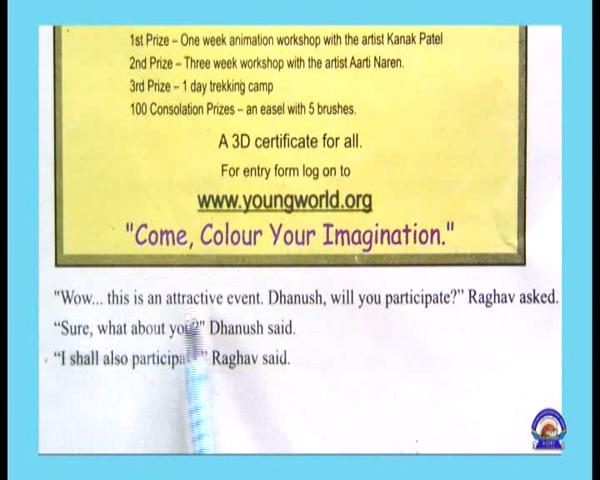 1st Prize – One week animation workshop with the artist Kanak Patel
2nd Prize – Three week workshop with the artist Aarti Naren.
3rd Prize – 1 day trekking camp
100 Consolation Prizes – an easel with 5 brushes.
A 3D certificate for all.
For entry form log on to
www.youngworld.org
"Come, Colour Your Imagination."
"Wow... this is an attractive event. Dhanush, will you participate?" Raghav asked.
"Sure, what about you?" Dhanush said.
"I shall also " Raghav said.